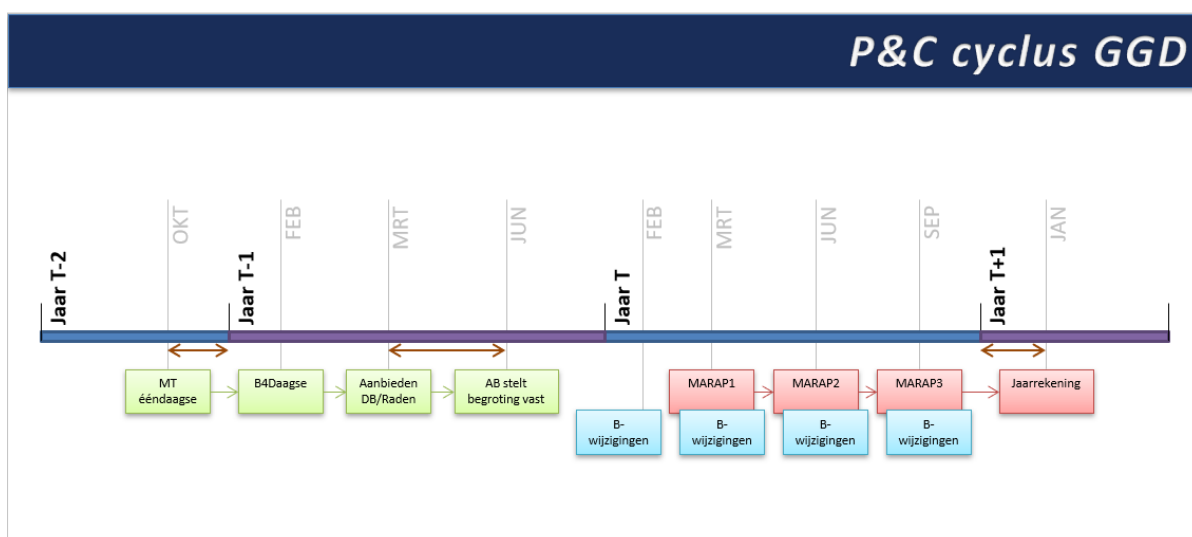 P&C cyclus GGD
Jaar T-2
OKT
Jaar T-1
FEB
MRT
JUN
Jaar T
FEB
MRT
JUN
SEP
Jaar T+1
JAN
MT
ééndaagse
B4Daagse
Aanbieden
DB/Raden
AB stelt
begroting vast
MARAP1
MARAP2
MARAP3
Jaarrekening
B-
wijzigingen
B-
wijzigingen
B-
wijzigingen
B-
wijzigingen